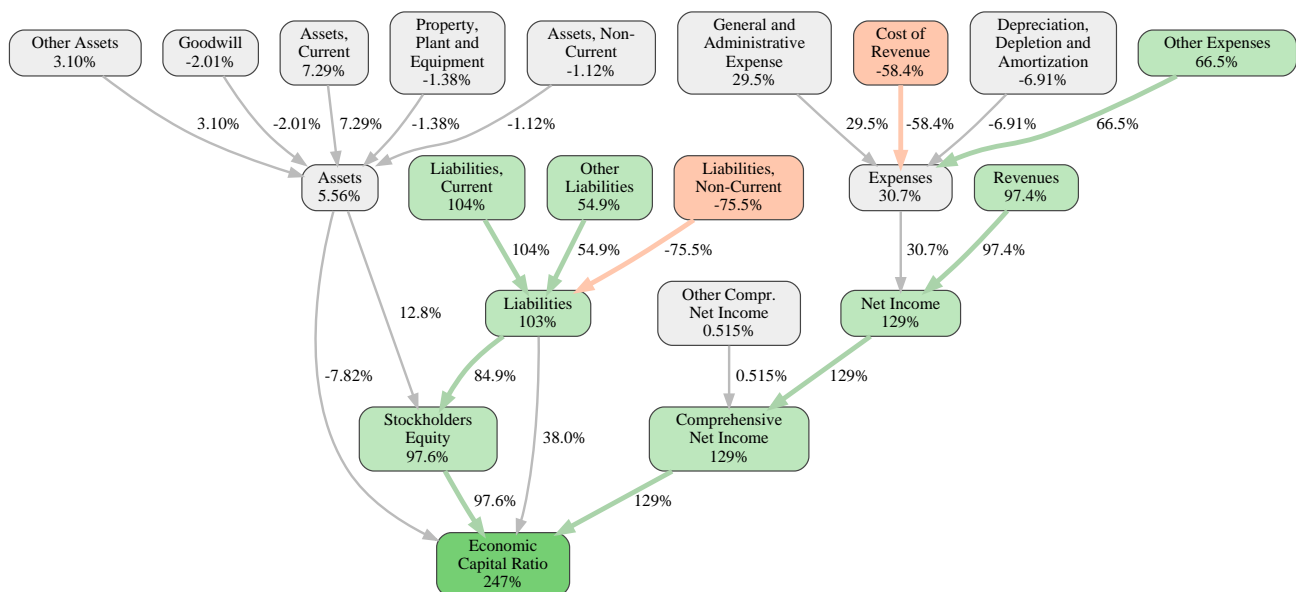 Other Assets
3.10%
Goodwill
-2.01%
Assets,
Current
7.29%
Property,
Plant and
Equipment
-1.38%
Assets, Non-
Current
-1.12%
General and
Administrative
Expense
29.5%
Cost of
Revenue
-58.4%
Depreciation,
Depletion and
Amortization
-6.91%
Other Expenses
66.5%
3.10%
-2.01%
7.29%
-1.38%
-1.12%
29.5%
-58.4%
-6.91%
66.5%
Assets
5.56%
Liabilities,
Current
104%
Other
Liabilities
54.9%
Liabilities,
Non-Current
-75.5%
Expenses
30.7%
Revenues
97.4%
104%
54.9%
-75.5%
30.7%
97.4%
12.8%
Liabilities
103%
Other Compr.
Net Income
0.515%
Net Income
129%
-7.82%
84.9%
0.515%
129%
Stockholders
Equity
97.6%
38.0%
Comprehensive
Net Income
129%
97.6%
129%
Economic
Capital Ratio
247%